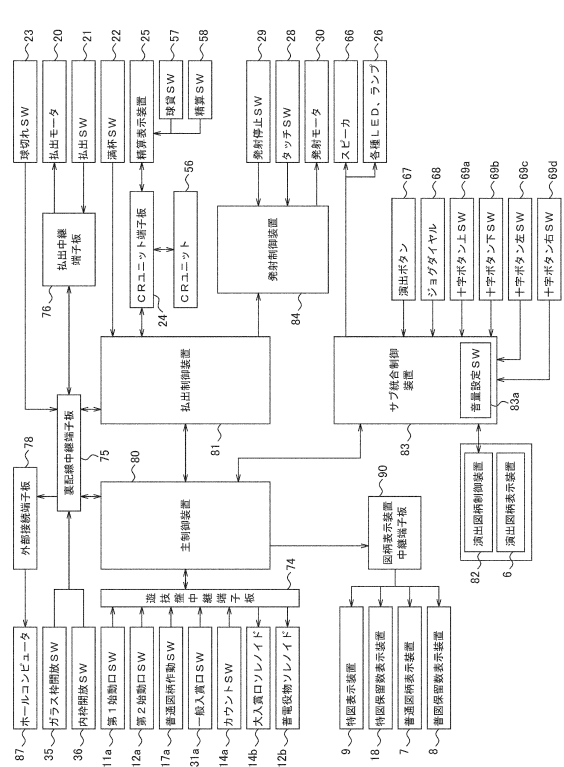 87 ホールコンピュータ
35 ガラス枠開放SW
36 内枠開放SW
11a 第1始動口SW
12a 第2始動口SW
17a 普通図柄作動SW
31a 一般入賞口SW
14a カウントSW
14b 大入賞口ソレノイド
12b 普電役物ソレノイド
9 特図表示装置
18 特図保留数表示装置
7 普通図柄表示装置
8 普図保留数表示装置
外部接続端子板 78
裏配線中継端子板
75
主制御装置 80
遊技盤中継端子板
74
図柄表示装置
中継端子板
90
82 演出図柄制御装置
6 演出図柄表示装置
払出制御装置
81
サブ統合制御
装置
83
音量設定SW
83a
払出中継
端子板
76
CRユニット端子板
24
CRユニット
56
発射制御装置
84
球切れSW 23
払出モータ 20
払出SW 21
満杯SW 22
精算表示装置 25
球貸SW 57
精算SW 58
発射停止SW 29
タッチSW 28
発射モータ 30
スピーカ 66
各種LED、ランプ 26
演出ボタン 67
ジョグダイヤル 68
十字ボタン上SW 69a
十字ボタン下SW 69b
十字ボタン左SW 69c
十字ボタン右SW 69d